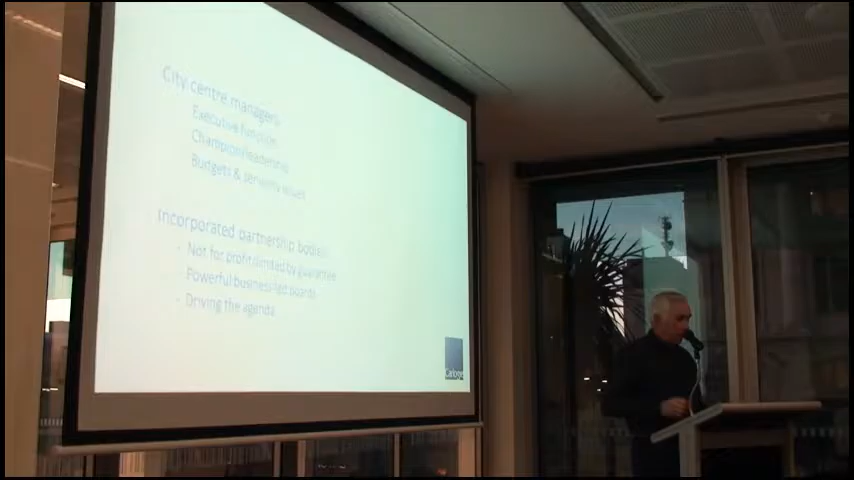 City centre managers
Executive function
Champion/leadership
Budgets & servicing issues
Incorporated partnership bodies
- Not for profit limited by guarantee
Powerful business led boards
- Driving the agenda